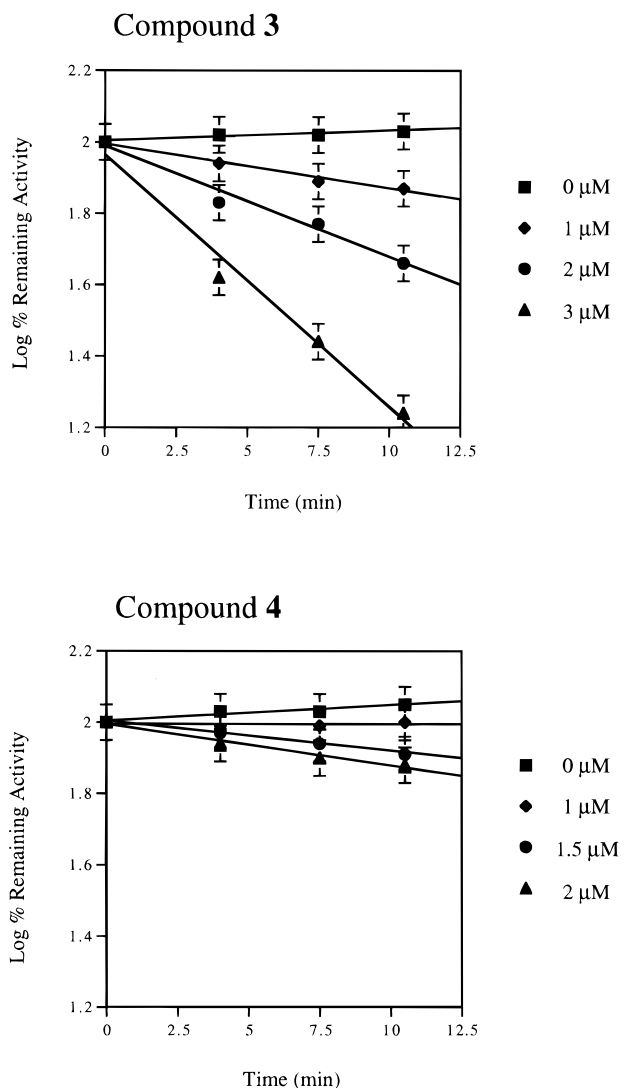 Compound 3
2.2
2
1.8
1.6
1.4
1.2
Log % Remaining Activity
0
2.5
5
7.5
10
12.5
Time (min)
0 µM
1 µM
2 µM
3 µM
Compound 4
2.2
2
1.8
1.6
1.4
1.2
Log % Remaining Activity
0
2.5
5
7.5
10
12.5
Time (min)
0 µM
1 µM
1.5 µM
2 µM